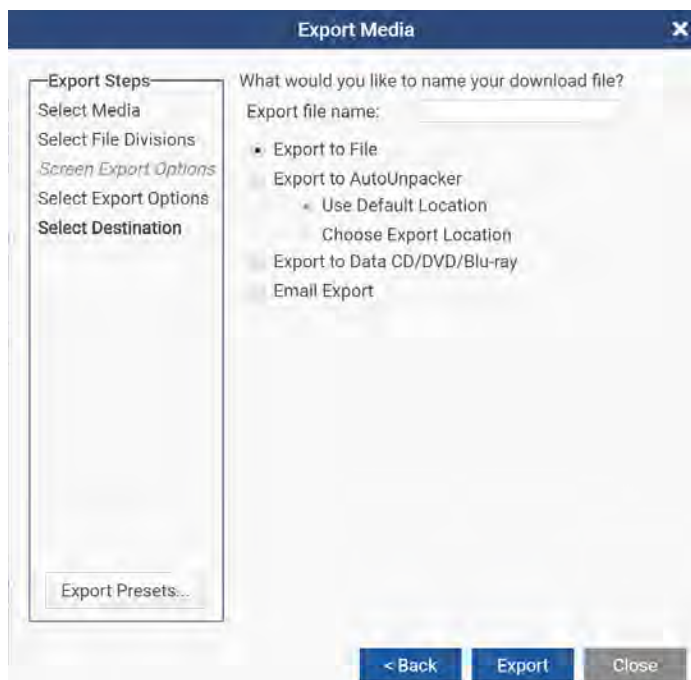 Export Media
Export Steps
Select Media
Select File Divisions
Screen Export Options
Select Export Options
Select Destination
Export Presets...
What would you like to name your download file?
Export file name:
Export to File
Export to AutoUnpacker
Use Default Location
Choose Export Location
Export to Data CD/DVD/Blu-ray
Email Export
< Back
Export
Close